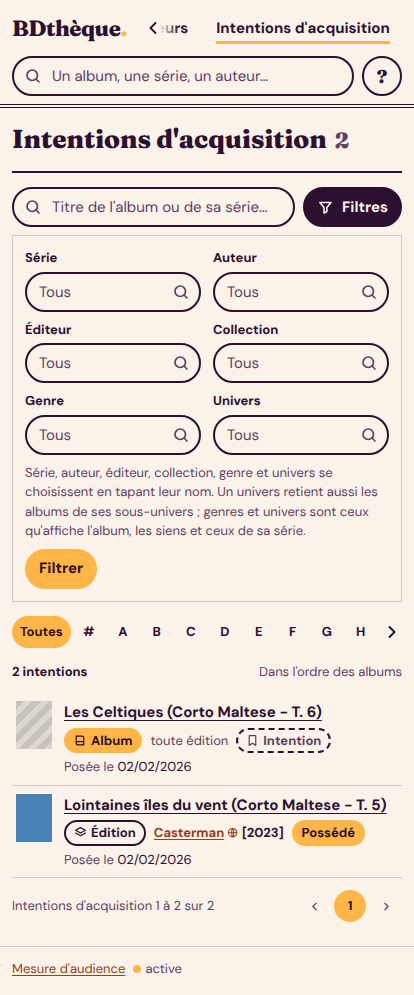 BDthèque. urs Intentions d'acquisition
Un album, une série, un auteur… ?
Intentions d'acquisition 2
Titre de l'album ou de sa série… Filtres
Série Auteur
Tous Tous
Éditeur Collection
Tous Tous
Genre Univers
Tous Tous
Série, auteur, éditeur, collection, genre et univers se
choisissent en tapant leur nom. Un univers retient aussi les
albums de ses sous-univers ; genres et univers sont ceux
qu'affiche l'album, les siens et ceux de sa série.
Filtrer
Toutes # A B C D E F G H
2 intentions Dans l'ordre des albums
Les Celtiques (Corto Maltese - T. 6)
Album toute édition Intention
Posée le 02/02/2026
Lointaines îles du vent (Corto Maltese - T. 5)
Édition Casterman [2023] Possédé
Posée le 02/02/2026
Intentions d'acquisition 1 à 2 sur 2 1
Mesure d'audience active